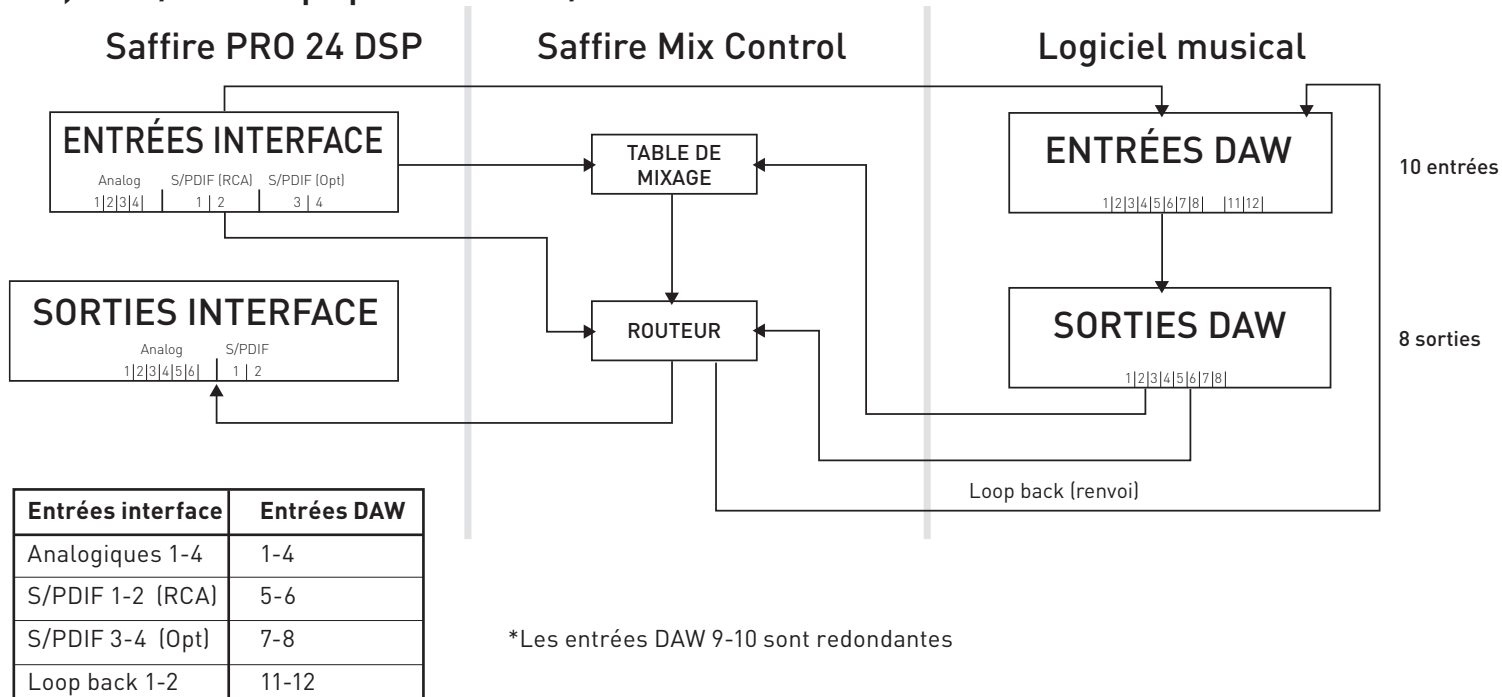 Saffire PRO 24 DSP
Saffire Mix Control
Logiciel musical
ENTRÉES INTERFACE
Analog S/PDIF (RCA) S/PDIF (Opt)
1|2|3|4| 1 | 2 3 | 4
TABLE DE
MIXAGE
ENTRÉES DAW
1|2|3|4|5|6|7|8| |11|12|
10 entrées
SORTIES INTERFACE
Analog S/PDIF
1|2|3|4|5|6| 1 | 2
ROUTEUR
SORTIES DAW
1|2|3|4|5|6|7|8|
8 sorties
Loop back (renvoi)
Entrées interface Entrées DAW
Analogiques 1-4 1-4
S/PDIF 1-2 (RCA) 5-6
S/PDIF 3-4 (Opt) 7-8
Loop back 1-2 11-12
*Les entrées DAW 9-10 sont redondantes